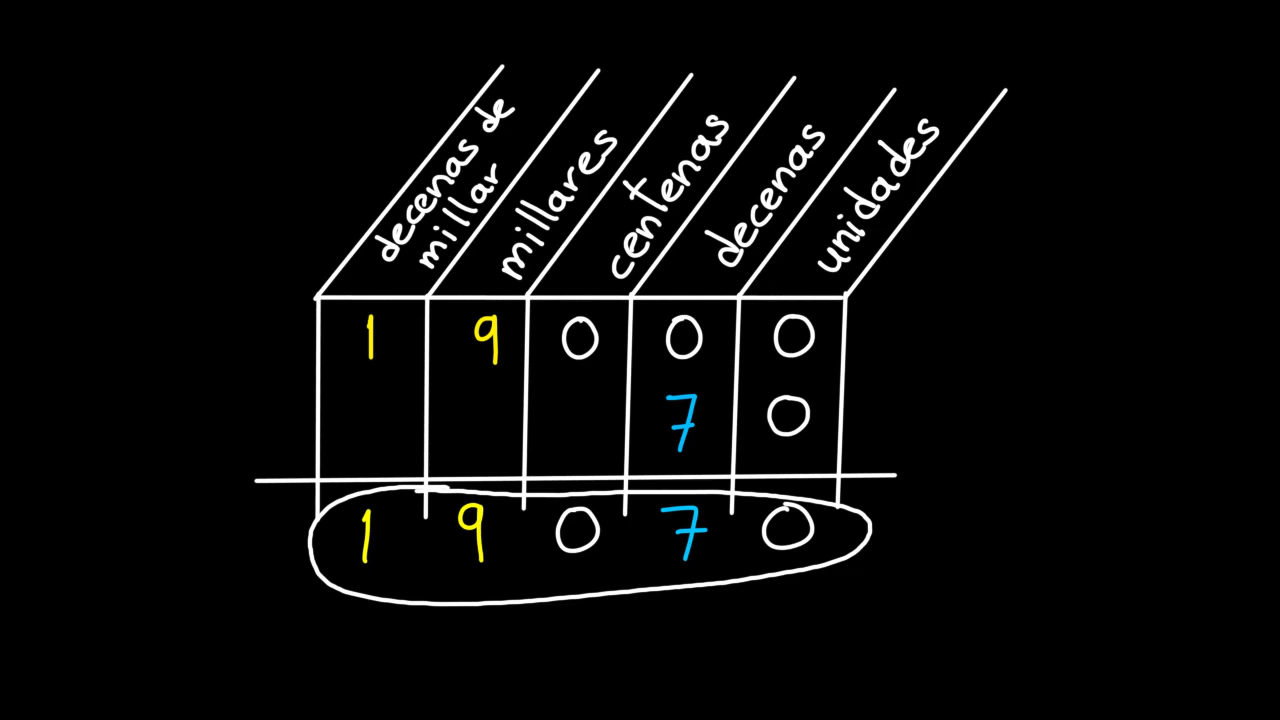 decenas de
millar
millares
centenas
decenas
unidades
1 9 0 0 0
7 0
1 9 0 7 0